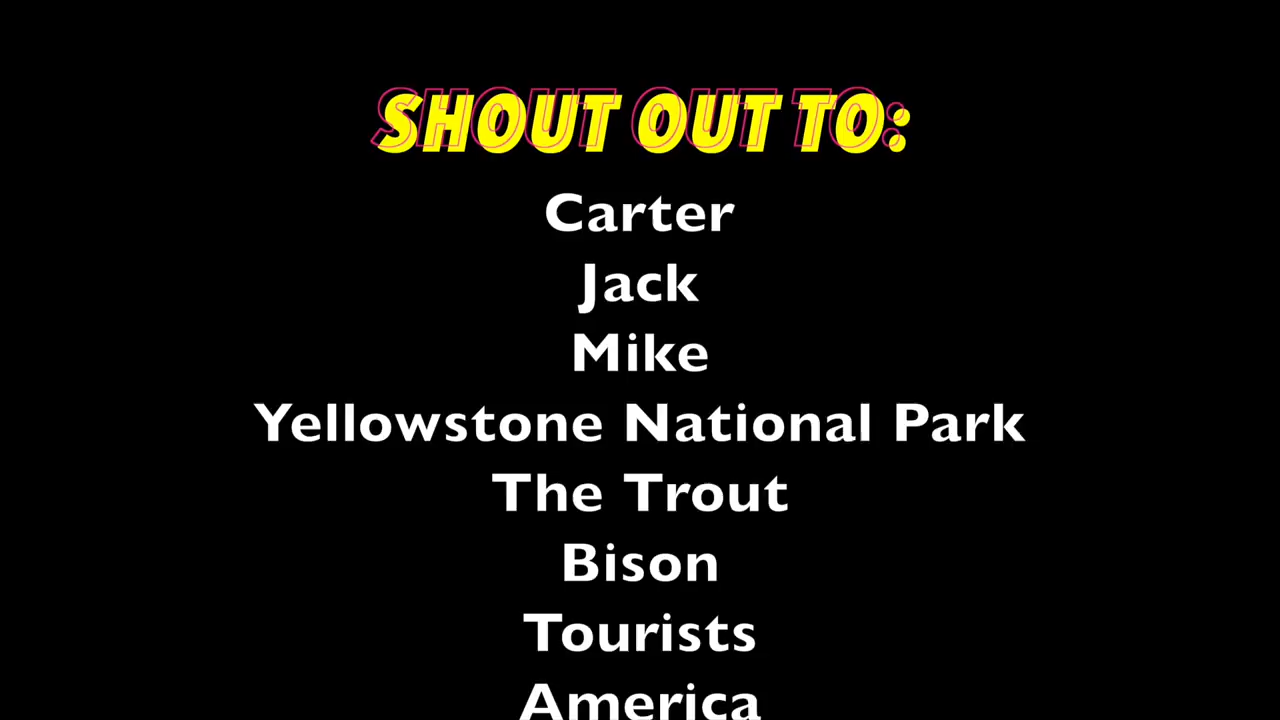 SHOUT OUT TO:
Carter
Jack
Mike
Yellowstone National Park
The Trout
Bison
Tourists
America